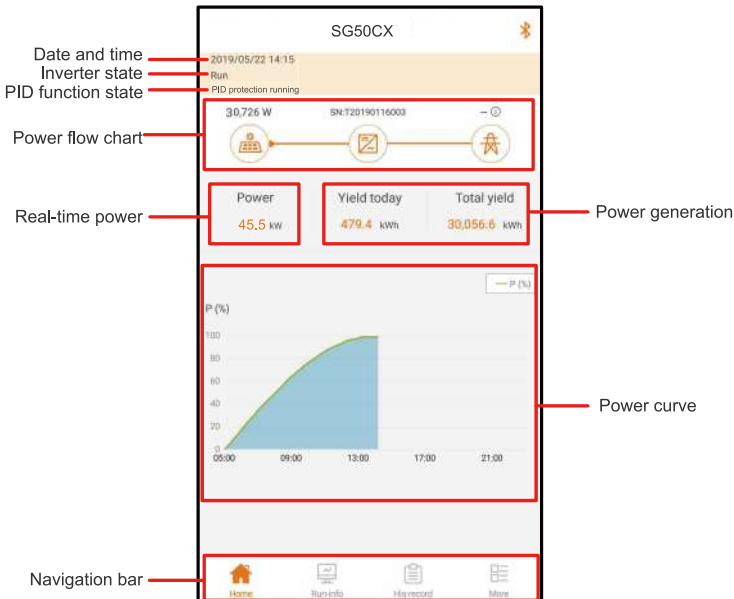 SG50CX
Date and time
2019/05/22 14:15
Inverter state
Run
PID function state
PID protection running
Power flow chart
30,726 W SN:T20190116003 --
Real-time power
Power Yield today Total yield
45.5 kW 479.4 kWh 30,056.6 kWh
Power generation
P (%)
P (%)
100
80
60
40
20
0
05:00 09:00 13:00 17:00 21:00
Power curve
Navigation bar
Home Run-info His-record More